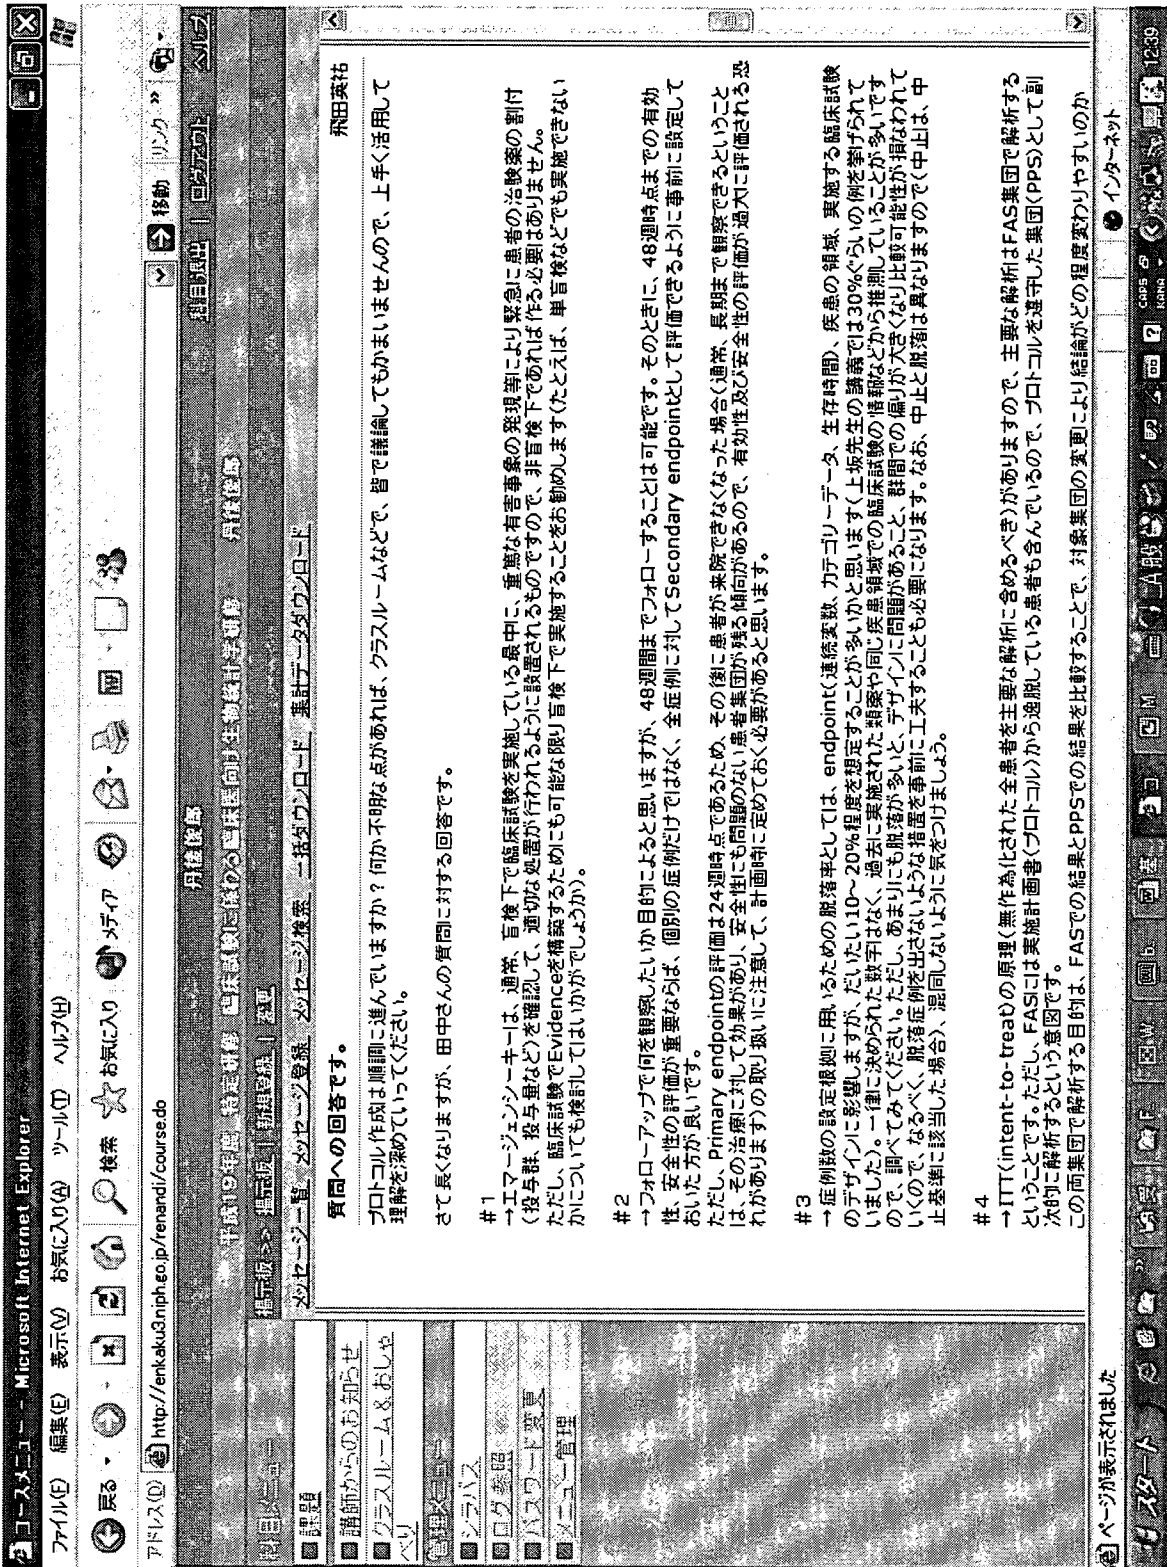 コースメニュー - Microsoft Internet Explorer
ファイル(F) 編集(E) 表示(V) お気に入り(A) ツール(T) ヘルプ(H)
戻る 検索 お気に入り メディア
アドレス(D) http://enkaku3.niph.go.jp/renandi/course.do 移動 リンク »
丹後俊郎
科目選択 | ログアウト ヘルプ
平成19年度 特定研修 臨床試験に係わる臨床医向け生物統計学研修 丹後俊郎
科目メニュー
課題
講師からのお知らせ
クラスルーム&おしゃ
べり
管理メニュー
シラバス
ログ参照
パスワード変更
メニュー管理
掲示板 >> 掲示板 | 新規登録 | 変更
メッセージ一覧 メッセージ登録 メッセージ検索 一括ダウンロード 集計データダウンロード
質問への回答です。 飛田英祐
プロトコル作成は順調に進んでいますか?何か不明な点があれば、クラスルームなどで、皆で議論してもかまいませんので、上手く活用して
理解を深めていってください。
さて長くなりますが、田中さんの質問に対する回答です。
#1
→エマージェンシーキーは、通常、盲検下で臨床試験を実施している最中に、重篤な有害事象の発現等により緊急に患者の治験薬の割付
(投与群、投与量など)を確認して、適切な処置が行われるように設置されるものですので、非盲検下であれば作る必要はありません。
ただし、臨床試験でEvidenceを構築するためにも可能な限り盲検下で実施することをお勧めします(たとえば、単盲検などでも実施できない
かについても検討してはいかがでしょうか)。
#2
→フォローアップで何を観察したいか目的によると思いますが、48週間までフォローすることは可能です。そのときに、48週時点までの有効
性、安全性の評価が重要ならば、個別の症例だけではなく、全症例に対してSecondary endpointとして評価できるように事前に設定して
おいた方が良いです。
ただし、Primary endpointの評価は24週時点であるため、その後に患者が来院できなくなった場合(通常、長期まで観察できるということ
は、その治療に対して効果があり、安全性にも問題のない患者集団が残る傾向があるので、有効性及び安全性の評価が過大に評価される恐
れがあります)の取り扱いに注意して、計画時に定めておく必要があると思います。
#3
→症例数の設定根拠に用いるための脱落率としては、endpoint(連続変数、カテゴリーデータ、生存時間)、疾患の領域、実施する臨床試験
のデザインに影響しますが、だいたい10~20%程度を想定することが多いかと思います(上坂先生の講義では30%ぐらいの例を挙げられて
いました)。一律に決められた数字はなく、過去に実施された類薬や同じ疾患領域での臨床試験の情報などから推測していることが多いです
ので、調べてみてください。ただし、あまりにも脱落が多いと、デザインに問題があること、群間での偏りが大きくなり比較可能性が損なわれて
いくので、なるべく、脱落症例を出さないような措置を事前に工夫することも必要になります。なお、中止と脱落は異なりますので(中止は、中
止基準に該当した場合)、混同しないように気をつけましょう。
#4
→ITT(intent-to-treat)の原理(無作為化された全患者を主要な解析に含めるべき)がありますので、主要な解析はFAS集団で解析する
ということです。ただし、FASには実施計画書(プロトコル)から逸脱している患者も含んでいるので、プロトコルを遵守した集団(PPS)として副
次的に解析するという意図です。
この両集団で解析する目的は、FASでの結果とPPSでの結果を比較することで、対象集団の変更により結論がどの程度変わりやすいのか
ページが表示されました インターネット
スタート A 般 CAPS KANA 12:39